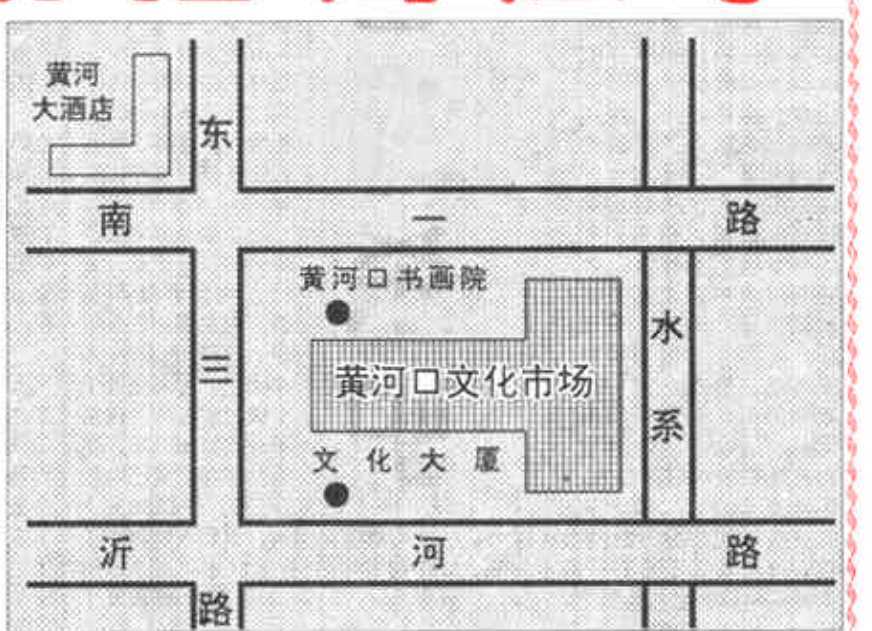 黄河
大酒店
东
南 一 路
黄河口书画院
水
三
黄河口文化市场
系
文化大厦
沂 河 路
路